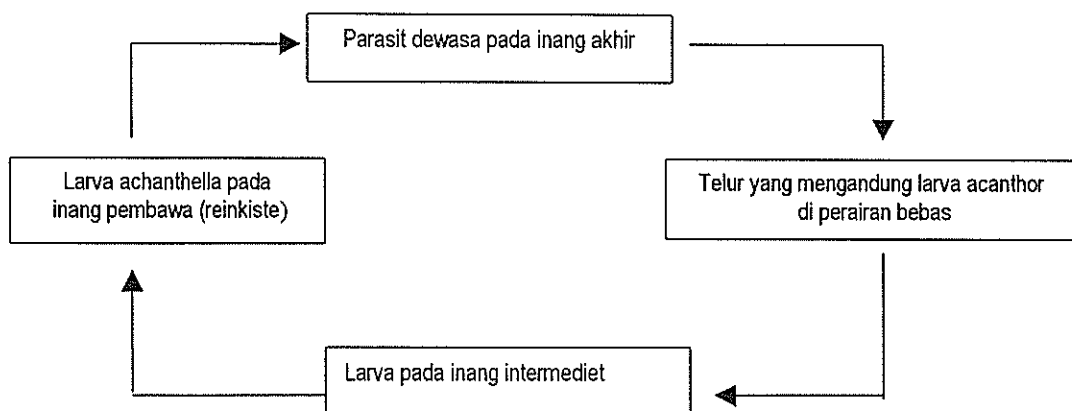 Parasit dewasa pada inang akhir
Larva achanthella pada
inang pembawa (reinkiste)
Telur yang mengandung larva acanthor
di perairan bebas
Larva pada inang intermediet